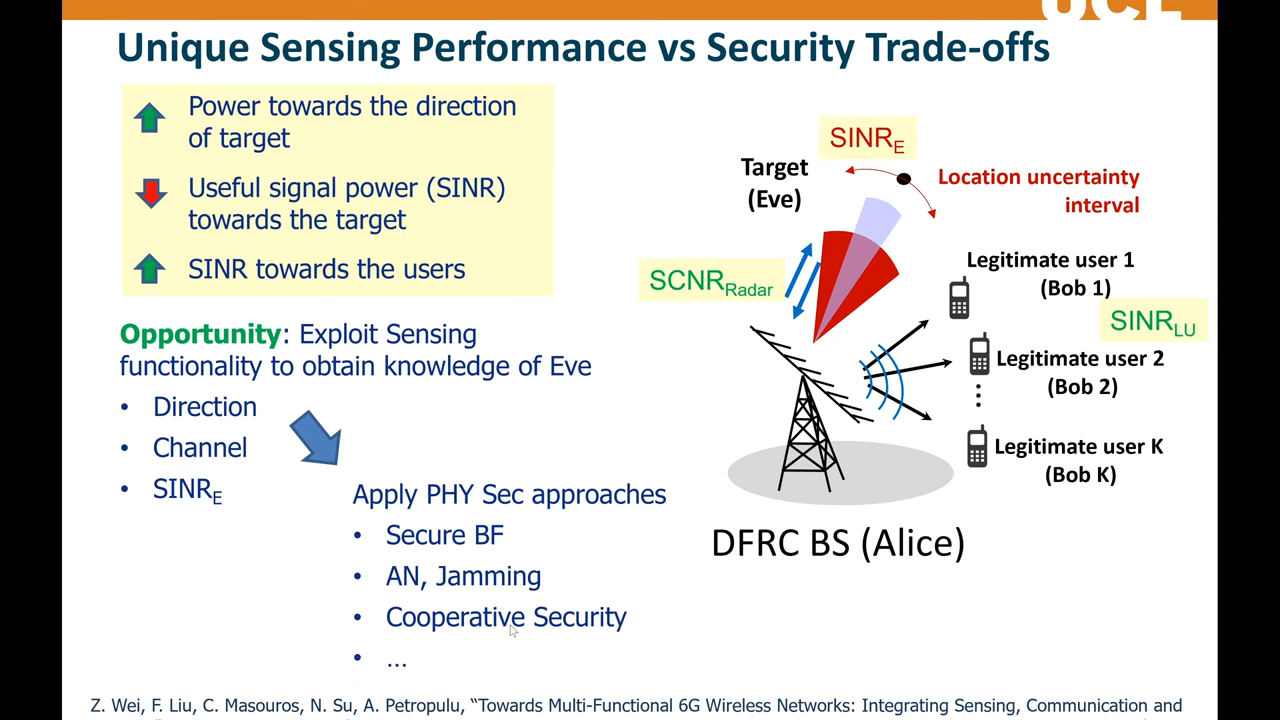 UCL
Unique Sensing Performance vs Security Trade-offs
Power towards the direction
of target
Useful signal power (SINR)
towards the target
SINR towards the users
Opportunity: Exploit Sensing
functionality to obtain knowledge of Eve
• Direction
• Channel
• SINRE
Apply PHY Sec approaches
• Secure BF
• AN, Jamming
• Cooperative Security
• ...
SINRE
Target
(Eve)
Location uncertainty
interval
SCNRRadar
Legitimate user 1
(Bob 1)
SINRLU
Legitimate user 2
(Bob 2)
Legitimate user K
(Bob K)
DFRC BS (Alice)
Z. Wei, F. Liu, C. Masouros, N. Su, A. Petropulu, “Towards Multi-Functional 6G Wireless Networks: Integrating Sensing, Communication and